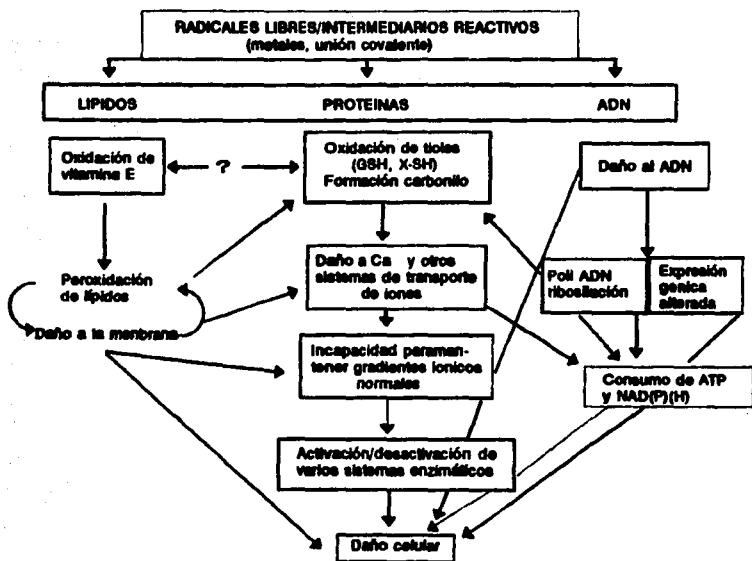 RADICALES LIBRES/INTERMEDIARIOS REACTIVOS
(metales, unión covalente)
LIPIDOS PROTEINAS ADN
Oxidación de
vitamina E
?
Oxidación de tioles
(GSH, X-SH)
Formación carbonilo
Daño al ADN
Peroxidación
de lípidos
Daño a la menbrana
Daño a Ca y otros
sistemas de transporte
de iones
Poli ADN
ribosilación
Expresión
genica
alterada
Incapacidad paraman-
tener gradientes ionicos
normales
Consumo de ATP
y NAD(P)(H)
Activación/desactivación de
varios sistemas enzimáticos
Daño celular